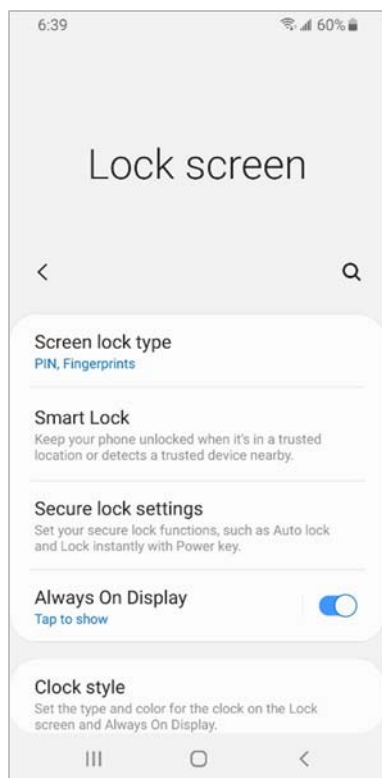 6:39 60%
Lock screen
Screen lock type
PIN, Fingerprints
Smart Lock
Keep your phone unlocked when it's in a trusted
location or detects a trusted device nearby.
Secure lock settings
Set your secure lock functions, such as Auto lock
and Lock instantly with Power key.
Always On Display
Tap to show
Clock style
Set the type and color for the clock on the Lock
screen and Always On Display.